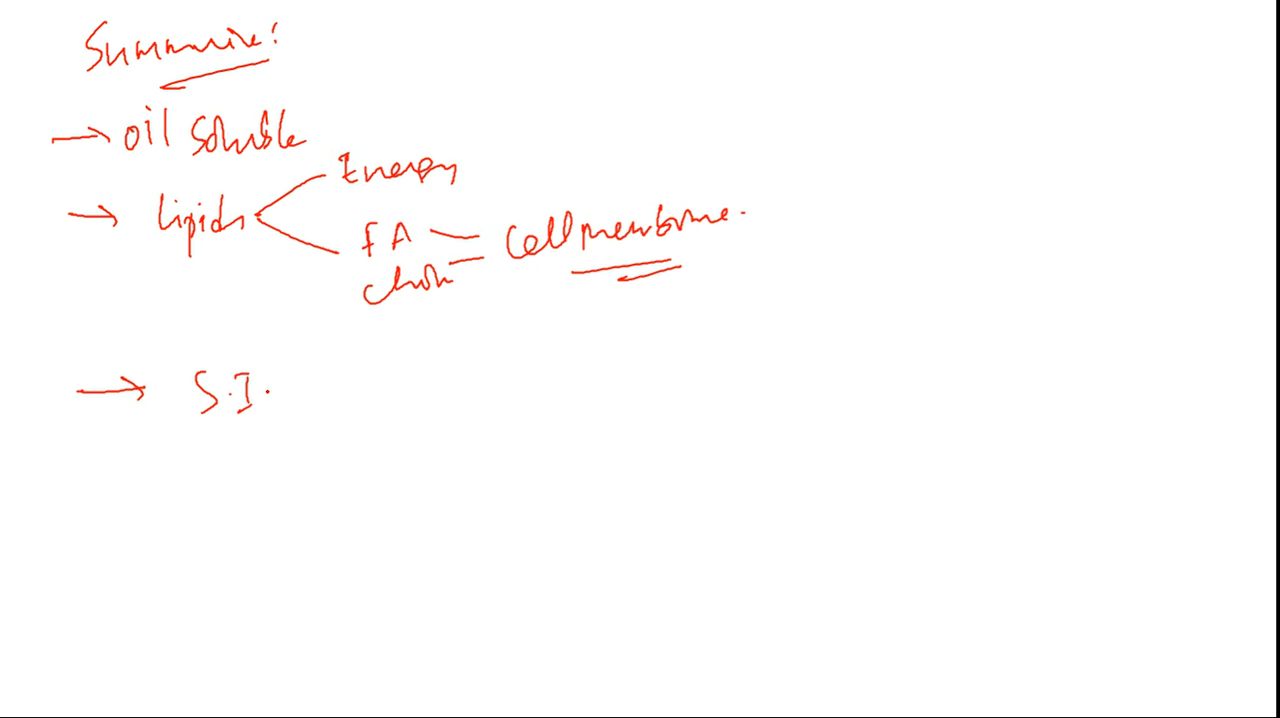 Summarize:
→ oil soluble
→ Lipids
Energy
FA
chol
cell membrane.
→ S.I.